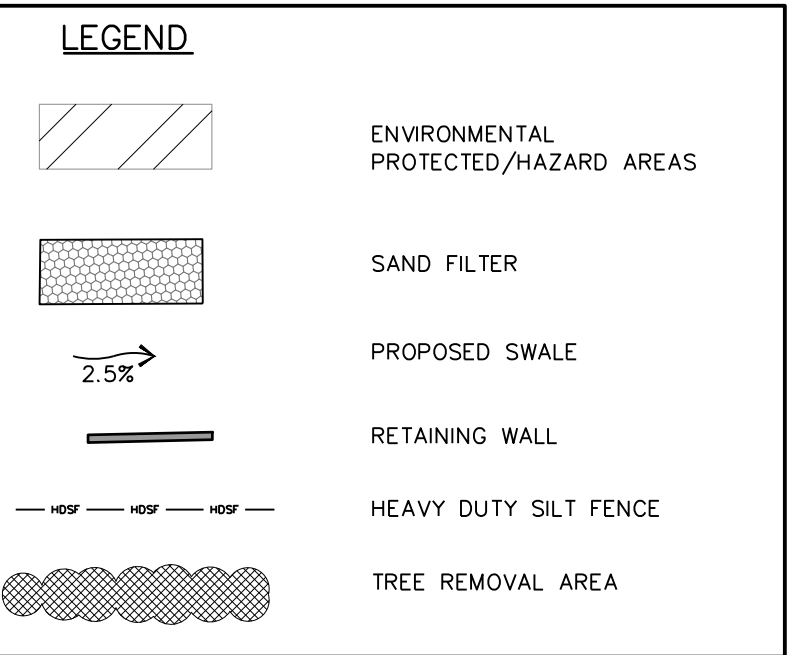 LEGEND
ENVIRONMENTAL
PROTECTED/HAZARD AREAS
SAND FILTER
2.5%
PROPOSED SWALE
RETAINING WALL
HDSF HDSF HDSF
HEAVY DUTY SILT FENCE
TREE REMOVAL AREA